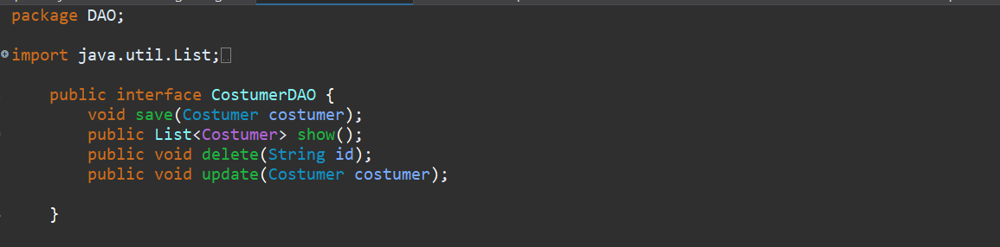 package DAO;
import java.util.List;
public interface CostumerDAO {
void save(Costumer costumer);
public List<Costumer> show();
public void delete(String id);
public void update(Costumer costumer);
}